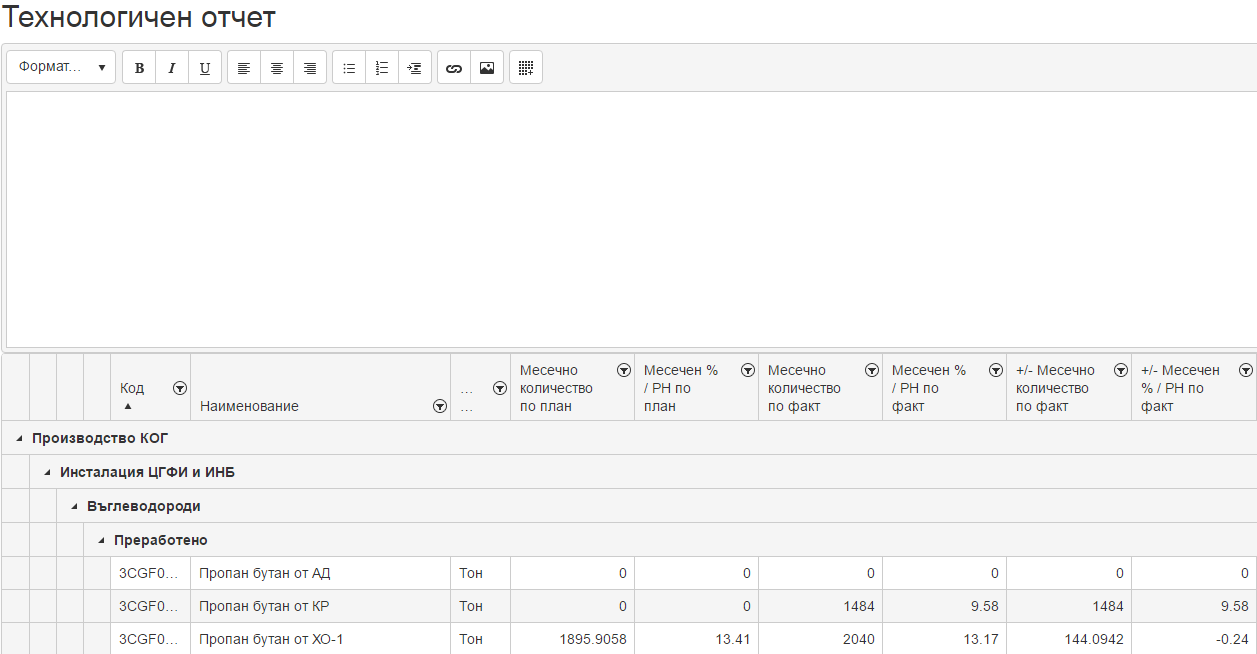 Технологичен отчет
Формат...
B I U
Код
Наименование
...
...
Месечно
количество
по план
Месечен %
/ РН по
план
Месечно
количество
по факт
Месечен %
/ РН по
факт
+/- Месечно
количество
по факт
+/- Месечен
% / РН по
факт
Производство КОГ
Инсталация ЦГФИ и ИНБ
Въглеводороди
Преработено
3CGF0... Пропан бутан от АД Тон 0 0 0 0 0 0
3CGF0... Пропан бутан от КР Тон 0 0 1484 9.58 1484 9.58
3CGF0... Пропан бутан от ХО-1 Тон 1895.9058 13.41 2040 13.17 144.0942 -0.24